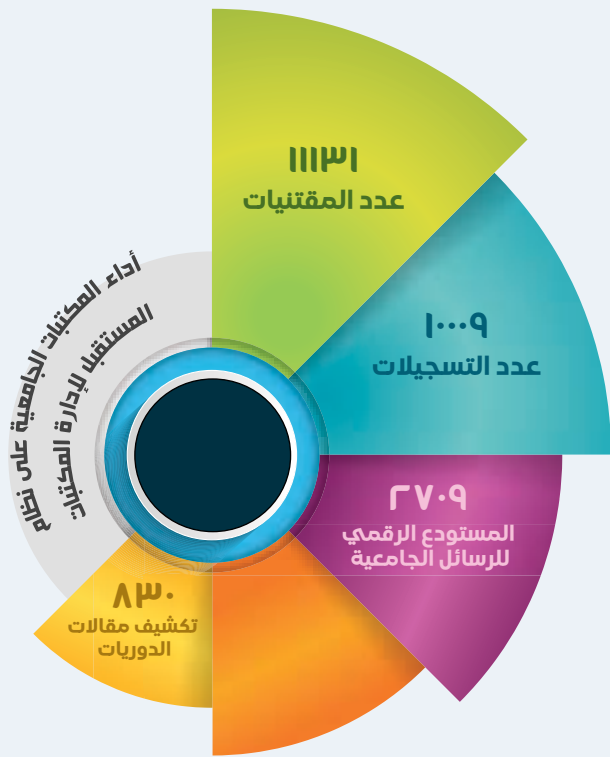 ١١١٣١
عدد المقتنيات
١٠٠٠٩
عدد التسجيلات
٢٧٠٩
المستودع الرقمي
للرسائل الجامعية
٨٣٠
تكشيف مقالات
الدوريات
أداء المكتبات الجامعية على نظام
المستقبل لإدارة المكتبات